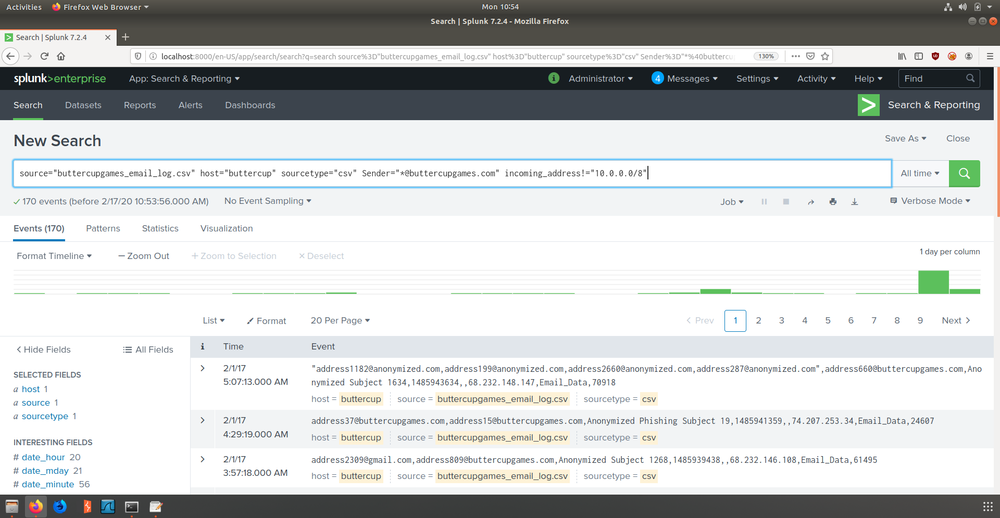 Activities Firefox Web Browser Mon 10:54
Search | Splunk 7.2.4 - Mozilla Firefox
Search | Splunk 7.2.4
localhost:8000/en-US/app/search/search?q=search source%3D"buttercupgames_email_log.csv" host%3D"buttercup" sourcetype%3D"csv" Sender%3D"*%40buttercu 130%
splunk>enterprise App: Search & Reporting i Administrator 4 Messages Settings Activity Help Find
Search Datasets Reports Alerts Dashboards > Search & Reporting
New Search Save As Close
source="buttercupgames_email_log.csv" host="buttercup" sourcetype="csv" Sender="*@buttercupgames.com" incoming_address!="10.0.0.0/8" All time
170 events (before 2/17/20 10:53:56.000 AM) No Event Sampling Job Verbose Mode
Events (170) Patterns Statistics Visualization
Format Timeline — Zoom Out + Zoom to Selection × Deselect 1 day per column
List Format 20 Per Page < Prev 1 2 3 4 5 6 7 8 9 Next >
< Hide Fields All Fields i Time Event
SELECTED FIELDS
a host 1
a source 1
a sourcetype 1
INTERESTING FIELDS
# date_hour 20
# date_mday 21
# date_minute 56
> 2/1/17 "address1182@anonymized.com,address199@anonymized.com,address2660@anonymized.com,address287@anonymized.com",address660@buttercupgames.com,Ano
5:07:13.000 AM nymized Subject 1634,1485943634,,68.232.148.147,Email_Data,70918
host = buttercup source = buttercupgames_email_log.csv sourcetype = csv
> 2/1/17 address37@buttercupgames.com,address15@buttercupgames.com,Anonymized Phishing Subject 19,1485941359,,74.207.253.34,Email_Data,24607
4:29:19.000 AM host = buttercup source = buttercupgames_email_log.csv sourcetype = csv
> 2/1/17 address2309@gmail.com,address809@buttercupgames.com,Anonymized Subject 1268,1485939438,,68.232.146.108,Email_Data,61495
3:57:18.000 AM host = buttercup source = buttercupgames_email_log.csv sourcetype = csv